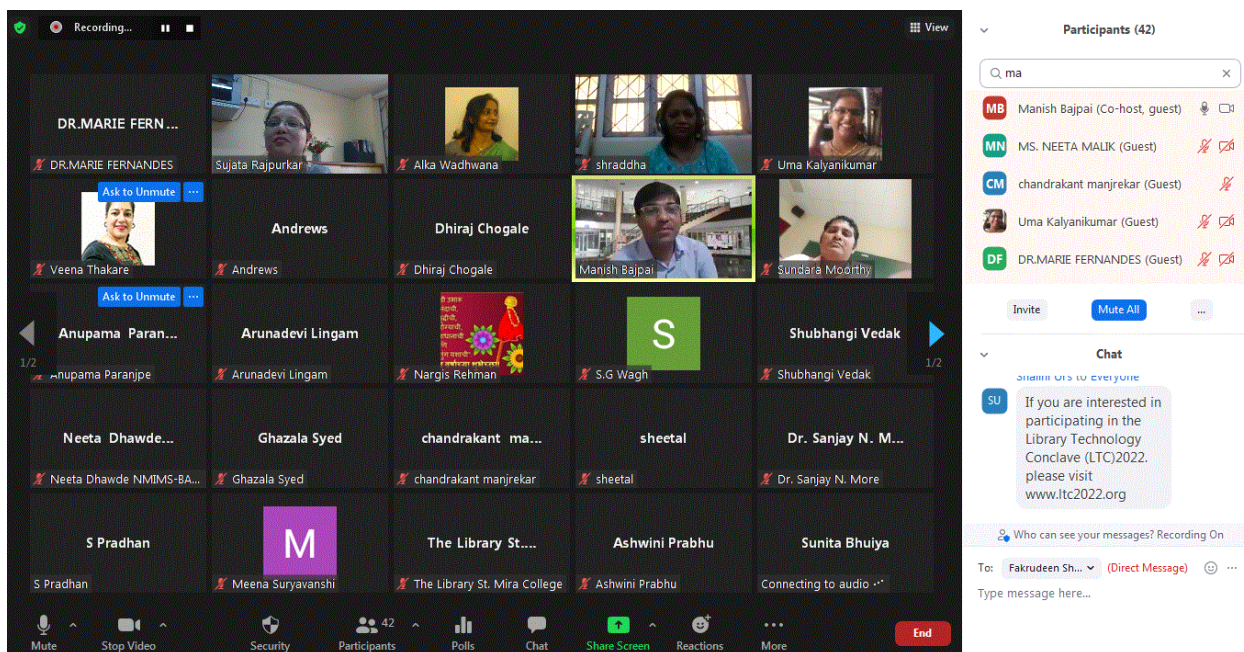 Recording...
View
DR.MARIE FERN...
DR.MARIE FERNANDES
Sujata Rajpurkar
Alka Wadhwana
shraddha
Uma Kalyanikumar
Ask to Unmute
...
Veena Thakare
Andrews
Andrews
Dhiraj Chogale
Dhiraj Chogale
Manish Bajpai
Sundara Moorthy
Ask to Unmute
...
Anupama Paran...
Anupama Paranjpe
Arunadevi Lingam
Arunadevi Lingam
Nargis Rehman
S
S.G Wagh
Shubhangi Vedak
Shubhangi Vedak
1/2
1/2
Neeta Dhawde...
Neeta Dhawde NMIMS-BA...
Ghazala Syed
Ghazala Syed
chandrakant ma...
chandrakant manjrekar
sheetal
sheetal
Dr. Sanjay N. M...
Dr. Sanjay N. More
S Pradhan
S Pradhan
M
Meena Suryavanshi
The Library St....
The Library St. Mira College
Ashwini Prabhu
Ashwini Prabhu
Sunita Bhuiya
Connecting to audio
Mute
Stop Video
Security
42
Participants
Polls
Chat
Share Screen
Reactions
More
End
Participants (42)
ma
MB Manish Bajpai (Co-host, guest)
MN MS. NEETA MALIK (Guest)
CM chandrakant manjrekar (Guest)
Uma Kalyanikumar (Guest)
DF DR.MARIE FERNANDES (Guest)
Invite
Mute All
...
Chat
Shalini Urs to Everyone
SU
If you are interested in
participating in the
Library Technology
Conclave (LTC)2022.
please visit
www.ltc2022.org
Who can see your messages? Recording On
To: Fakrudeen Sh... (Direct Message)
Type message here...